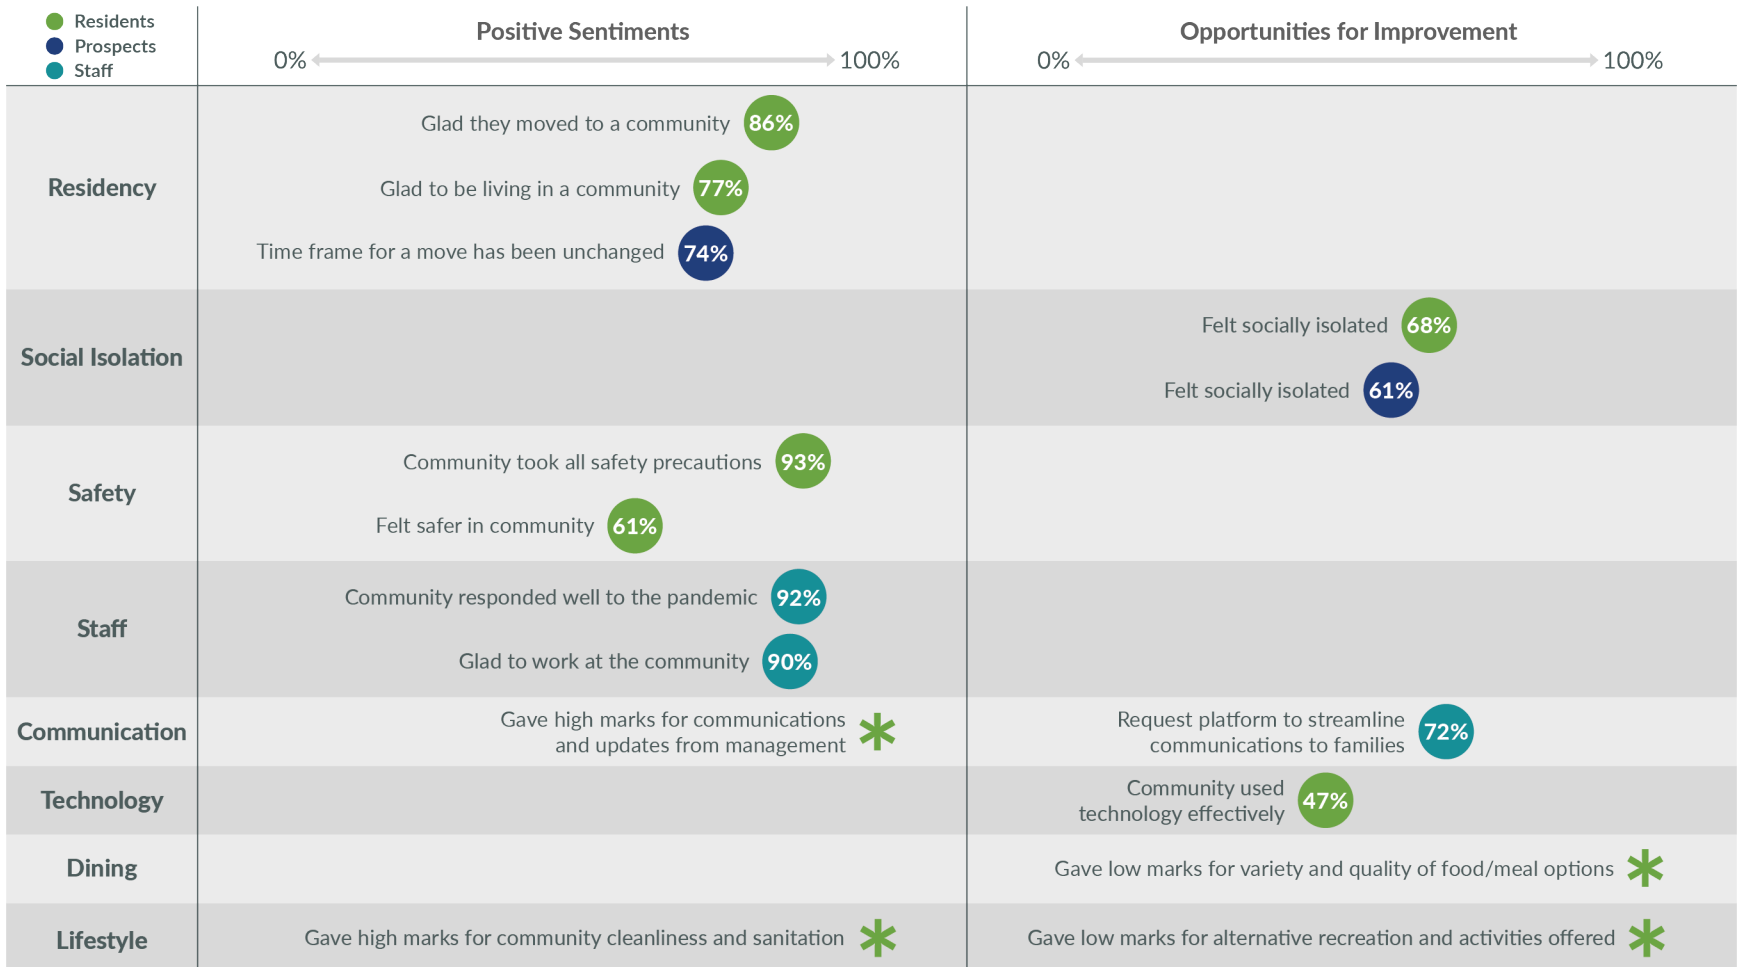 Residents
Prospects
Staff
Positive Sentiments
0% 100%
Opportunities for Improvement
0% 100%
Residency
Glad they moved to a community 86%
Glad to be living in a community 77%
Time frame for a move has been unchanged 74%
Social Isolation
Felt socially isolated 68%
Felt socially isolated 61%
Safety
Community took all safety precautions 93%
Felt safer in community 61%
Staff
Community responded well to the pandemic 92%
Glad to work at the community 90%
Communication
Gave high marks for communications
and updates from management *
Request platform to streamline
communications to families 72%
Technology
Community used
technology effectively 47%
Dining
Gave low marks for variety and quality of food/meal options *
Lifestyle
Gave high marks for community cleanliness and sanitation *
Gave low marks for alternative recreation and activities offered *